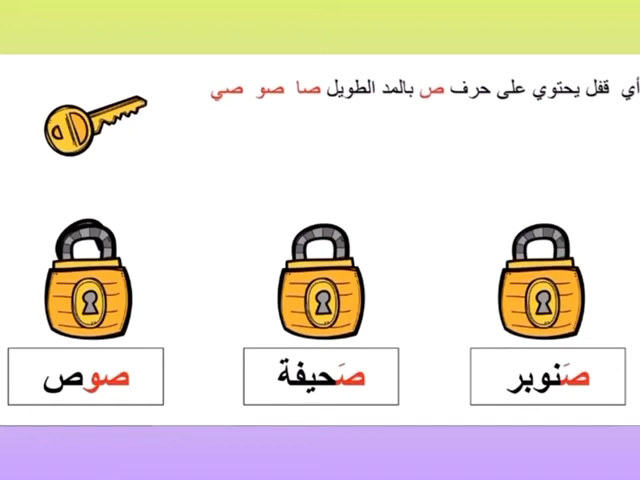 أي قفل يحتوي على حرف ص بالمد الطويل صا صو صي
صَنوبر
صَحيفة
صوص